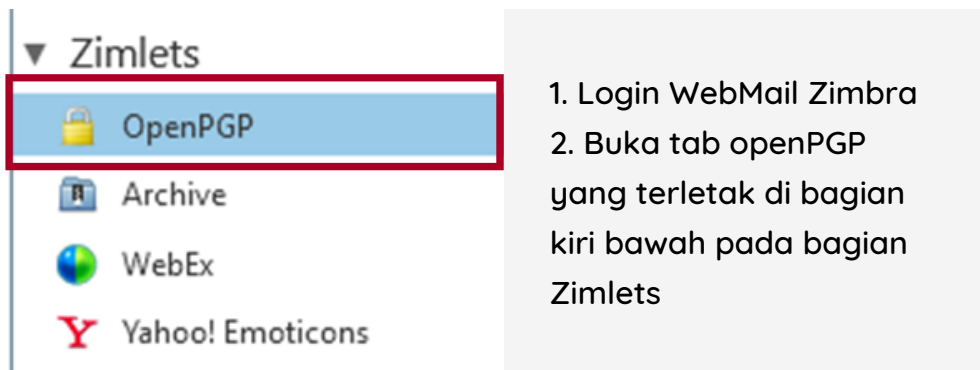 Zimlets
OpenPGP
Archive
WebEx
Yahoo! Emoticons
1. Login WebMail Zimbra
2. Buka tab openPGP
yang terletak di bagian
kiri bawah pada bagian
Zimlets